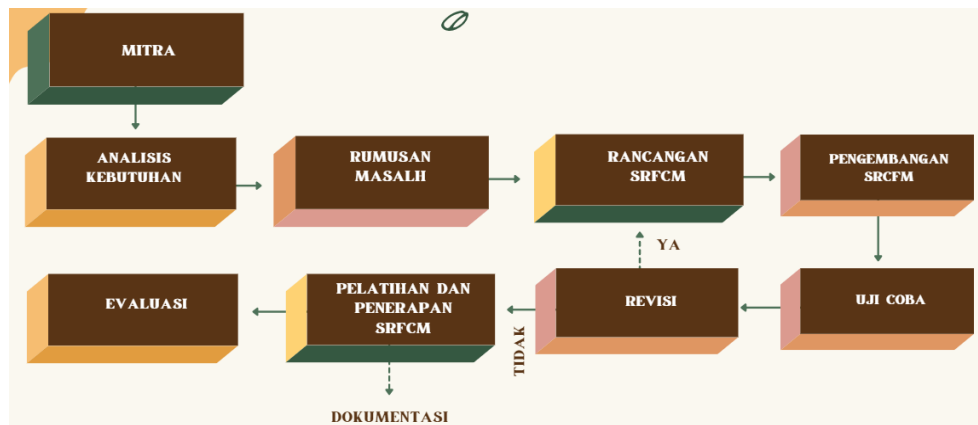 MITRA
ANALISIS
KEBUTUHAN
RUMUSAN
MASALH
RANCANGAN
SRFCM
PENGEMBANGAN
SRCFM
YA
UJI COBA
REVISI
TIDAK
PELATIHAN DAN
PENERAPAN
SRFCM
EVALUASI
DOKUMENTASI